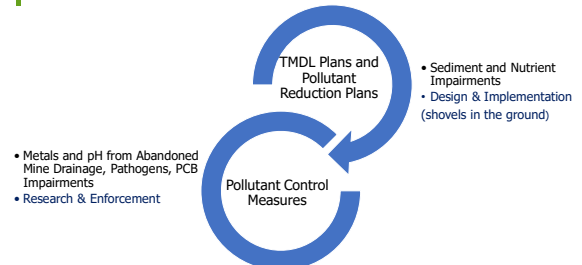 TMDL Plans and
Pollutant
Reduction Plans
• Sediment and Nutrient
Impairments
• Design & Implementation
(shovels in the ground)
• Metals and pH from Abandoned
Mine Drainage, Pathogens, PCB
Impairments
• Research & Enforcement
Pollutant Control
Measures